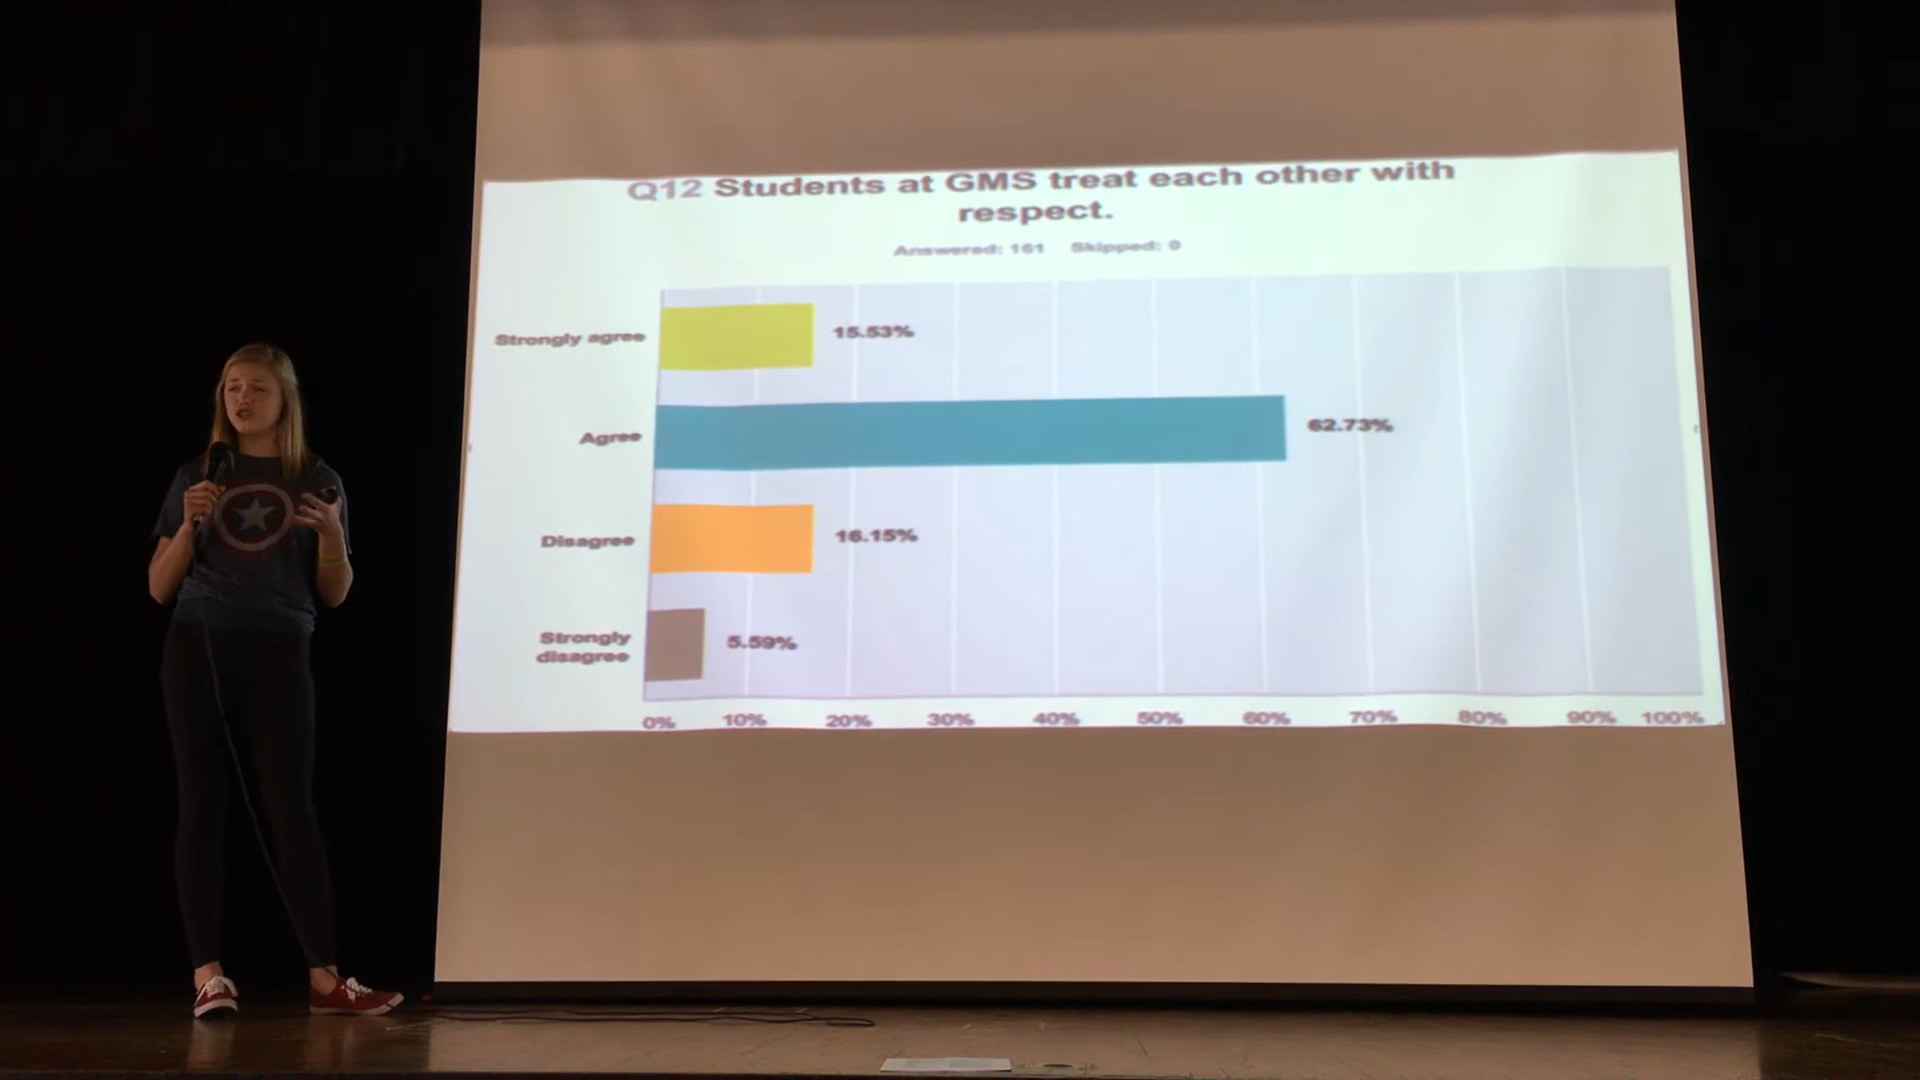 Q12 Students at GMS treat each other with
respect.
Answered: 161 Skipped: 0
Strongly agree
15.53%
Agree
62.73%
Disagree
16.15%
Strongly
disagree
5.59%
0% 10% 20% 30% 40% 50% 60% 70% 80% 90% 100%